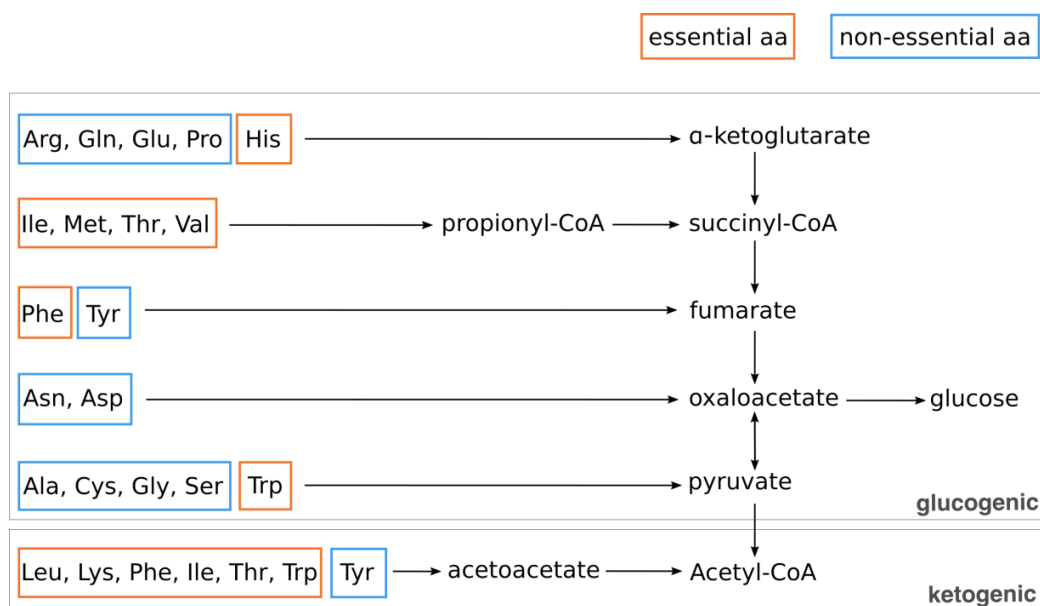 essential aa non-essential aa
Arg, Gln, Glu, Pro His ɑ-ketoglutarate
Ile, Met, Thr, Val propionyl-CoA succinyl-CoA
Phe Tyr fumarate
Asn, Asp oxaloacetate glucose
Ala, Cys, Gly, Ser Trp pyruvate
glucogenic
Leu, Lys, Phe, Ile, Thr, Trp Tyr acetoacetate Acetyl-CoA
ketogenic